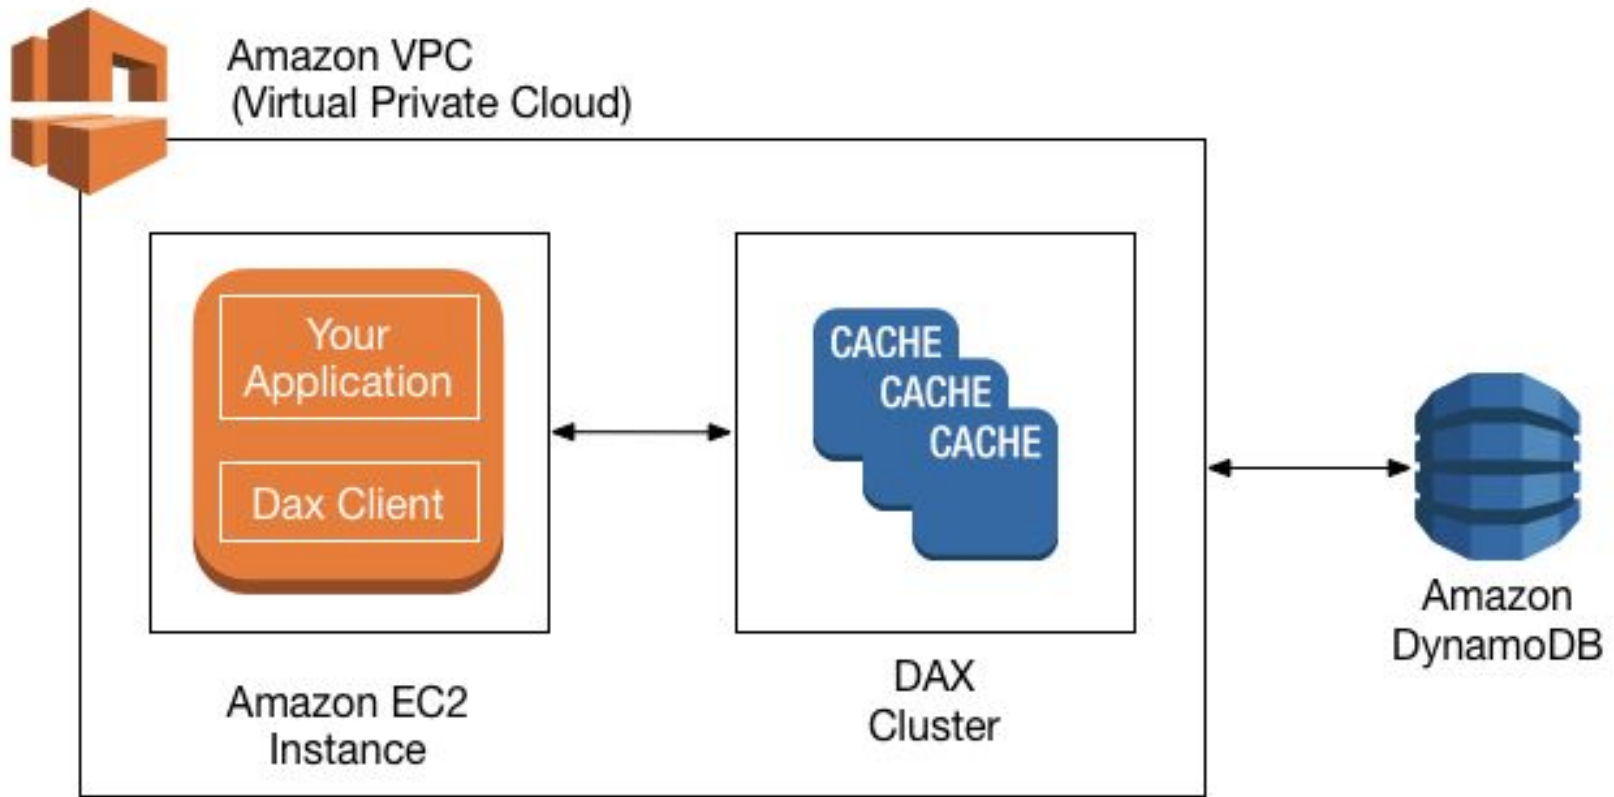 Amazon VPC
(Virtual Private Cloud)
Your
Application
Dax Client
CACHE
CACHE
CACHE
Amazon EC2
Instance
DAX
Cluster
Amazon
DynamoDB